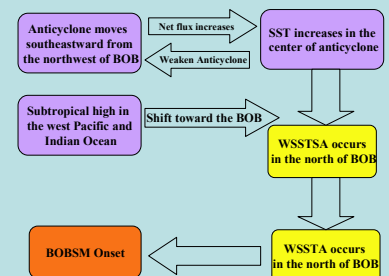 Anticyclone moves
southeastward from
the northwest of BOB
Net flux increases
Weaken Anticyclone
SST increases in the
center of anticyclone
Subtropical high in
the west Pacific and
Indian Ocean
Shift toward the BOB
WSSTSA occurs
in the north of BOB
BOBSM Onset
WSSTA occurs
in the north of BOB